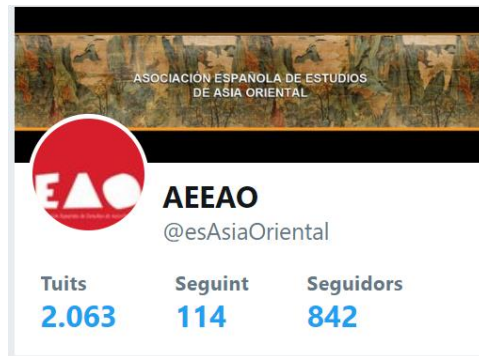 ASOCIACIÓN ESPAÑOLA DE ESTUDIOS
DE ASIA ORIENTAL
EAO
AEEAO
@esAsiaOriental
Tuits Seguint Seguidors
2.063 114 842